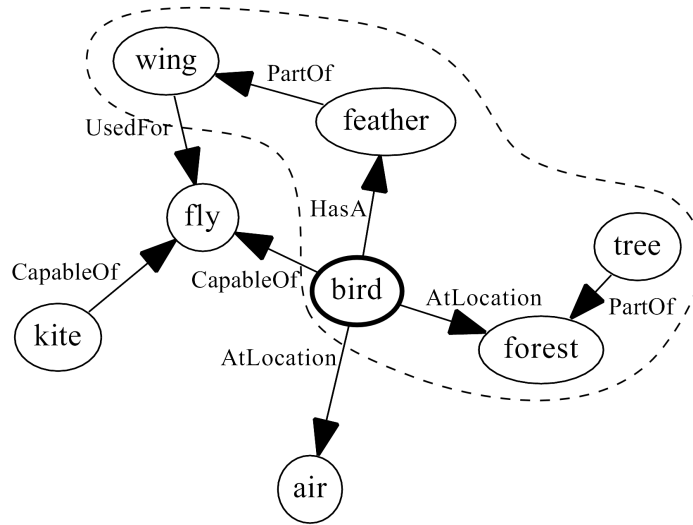 wing
PartOf
feather
UsedFor
HasA
fly
tree
CapableOf
CapableOf
bird
AtLocation
PartOf
kite
forest
AtLocation
air